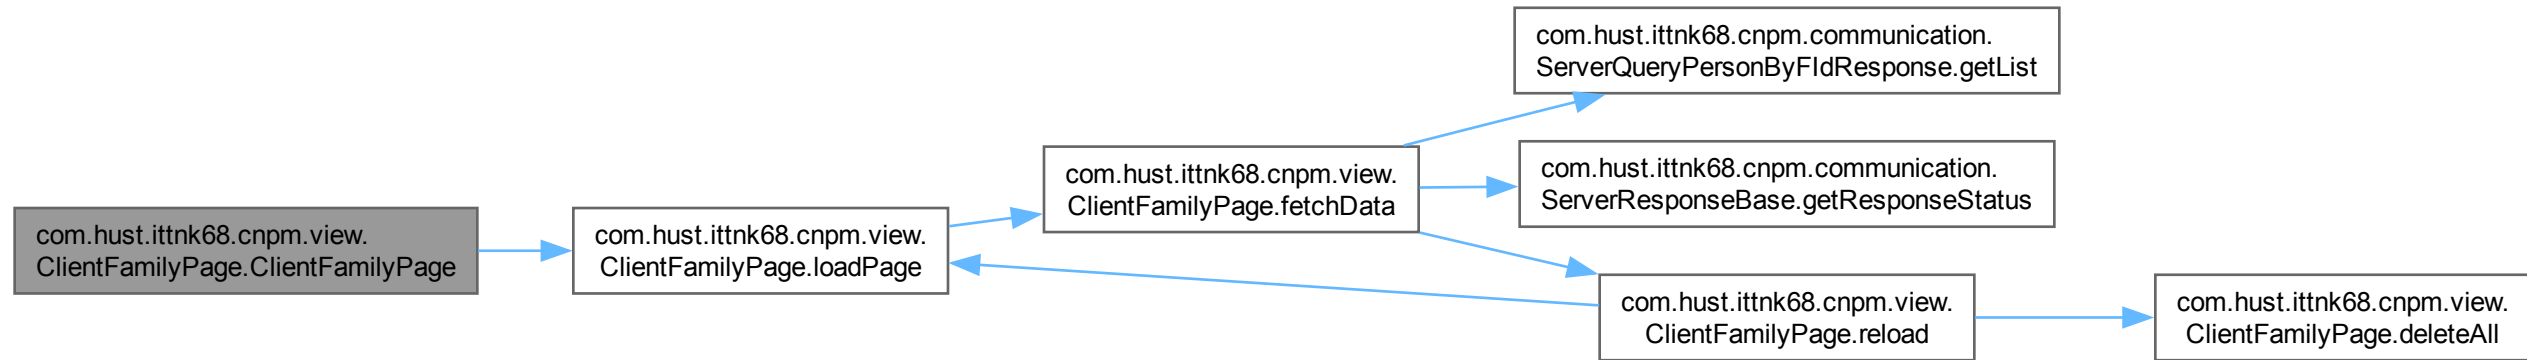 com.hust.ittnk68.cnpm.view.
ClientFamilyPage.ClientFamilyPage
com.hust.ittnk68.cnpm.view.
ClientFamilyPage.loadPage
com.hust.ittnk68.cnpm.view.
ClientFamilyPage.fetchData
com.hust.ittnk68.cnpm.communication.
ServerQueryPersonByFIdResponse.getList
com.hust.ittnk68.cnpm.communication.
ServerResponseBase.getResponseStatus
com.hust.ittnk68.cnpm.view.
ClientFamilyPage.reload
com.hust.ittnk68.cnpm.view.
ClientFamilyPage.deleteAll